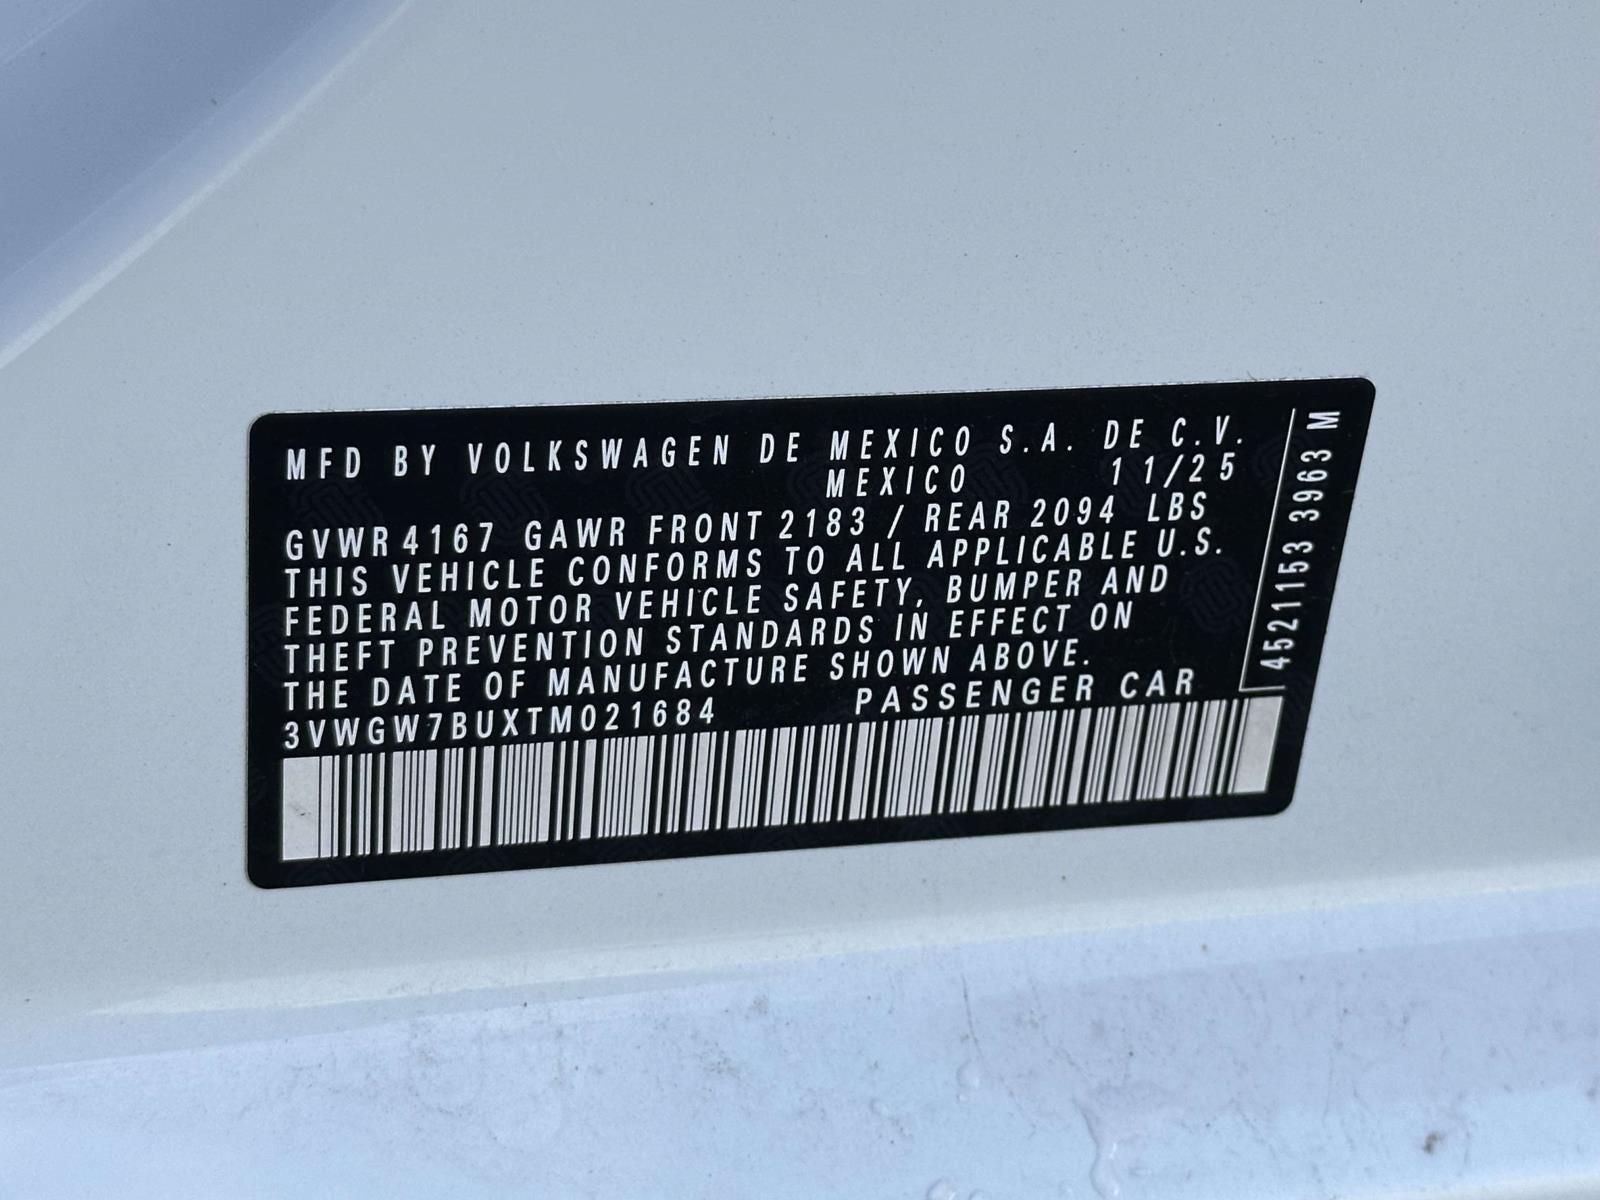 MFD BY VOLKSWAGEN DE MEXICO S.A. DE C.V.
MEXICO 11/25
GVWR 4167 GAWR FRONT 2183 / REAR 2094 LBS
THIS VEHICLE CONFORMS TO ALL APPLICABLE U.S.
FEDERAL MOTOR VEHICLE SAFETY, BUMPER AND
THEFT PREVENTION STANDARDS IN EFFECT ON
THE DATE OF MANUFACTURE SHOWN ABOVE.
3VWGW7BUXTM021684 PASSENGER CAR
4521153 3963 M